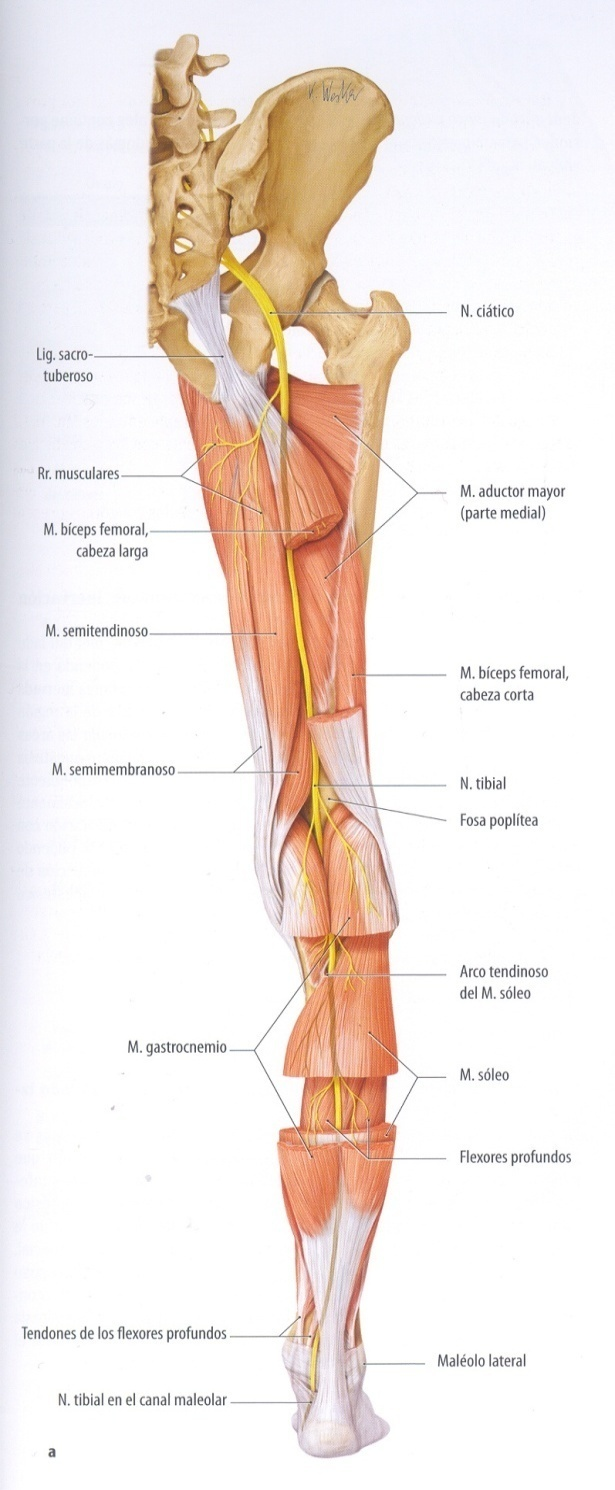 K. Wesker
N. ciático
Lig. sacro-
tuberoso
Rr. musculares
M. aductor mayor
(parte medial)
M. bíceps femoral,
cabeza larga
M. semitendinoso
M. bíceps femoral,
cabeza corta
M. semimembranoso
N. tibial
Fosa poplítea
Arco tendinoso
del M. sóleo
M. gastrocnemio
M. sóleo
Flexores profundos
Tendones de los flexores profundos
Maléolo lateral
N. tibial en el canal maleolar
a